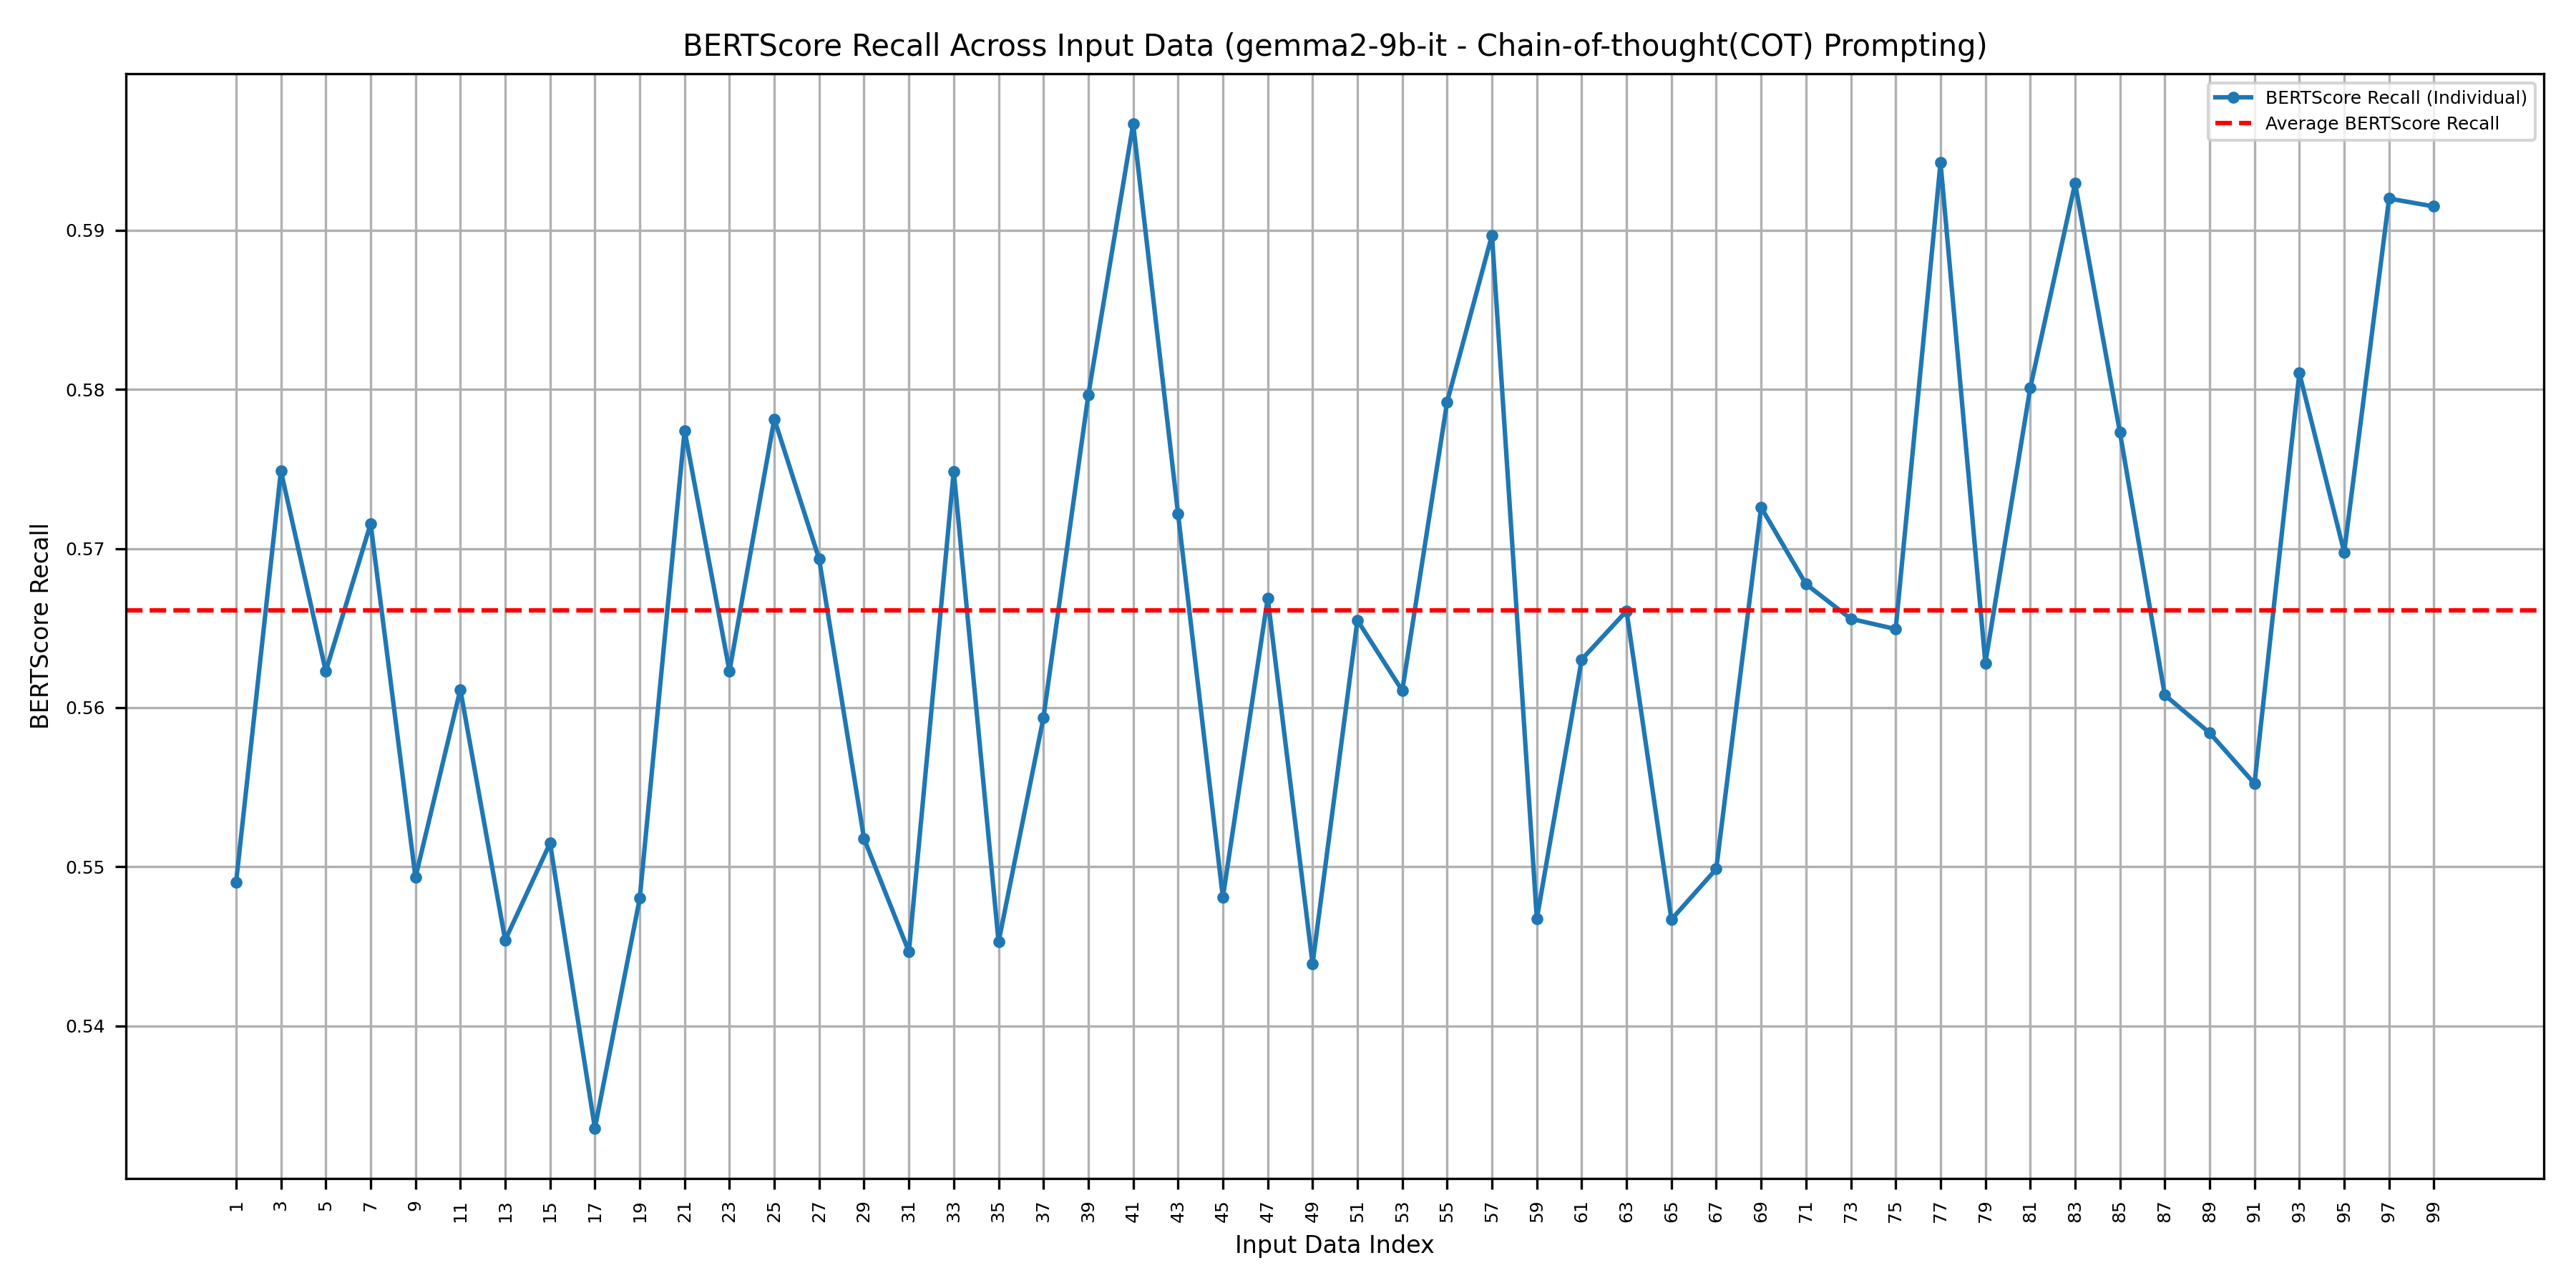 BERTScore Recall Across Input Data (gemma2-9b-it - Chain-of-thought(COT) Prompting)
BERTScore Recall (Individual)
Average BERTScore Recall
BERTScore Recall
0.59
0.58
0.57
0.56
0.55
0.54
1 3 5 7 9 11 13 15 17 19 21 23 25 27 29 31 33 35 37 39 41 43 45 47 49 51 53 55 57 59 61 63 65 67 69 71 73 75 77 79 81 83 85 87 89 91 93 95 97 99
Input Data Index